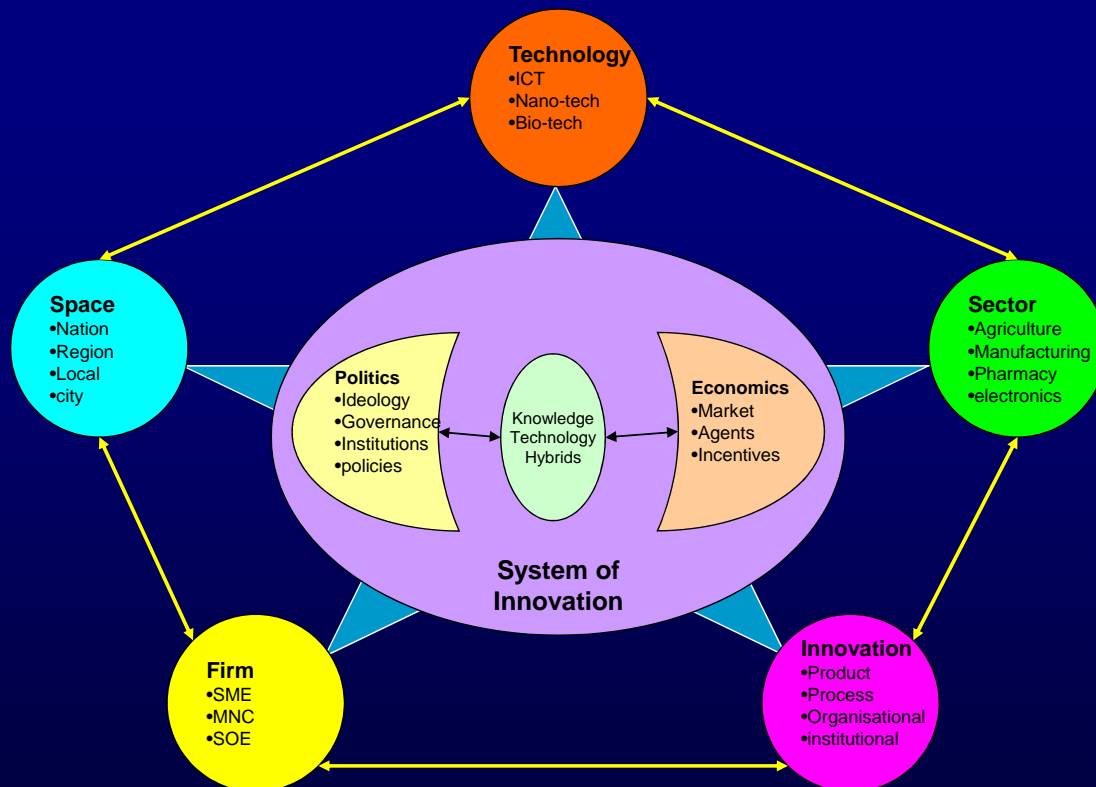 Technology
•ICT
•Nano-tech
•Bio-tech
Space
•Nation
•Region
•Local
•city
Sector
•Agriculture
•Manufacturing
•Pharmacy
•electronics
Politics
•Ideology
•Governance
•Institutions
•policies
Knowledge
Technology
Hybrids
Economics
•Market
•Agents
•Incentives
System of
Innovation
Firm
•SME
•MNC
•SOE
Innovation
•Product
•Process
•Organisational
•institutional